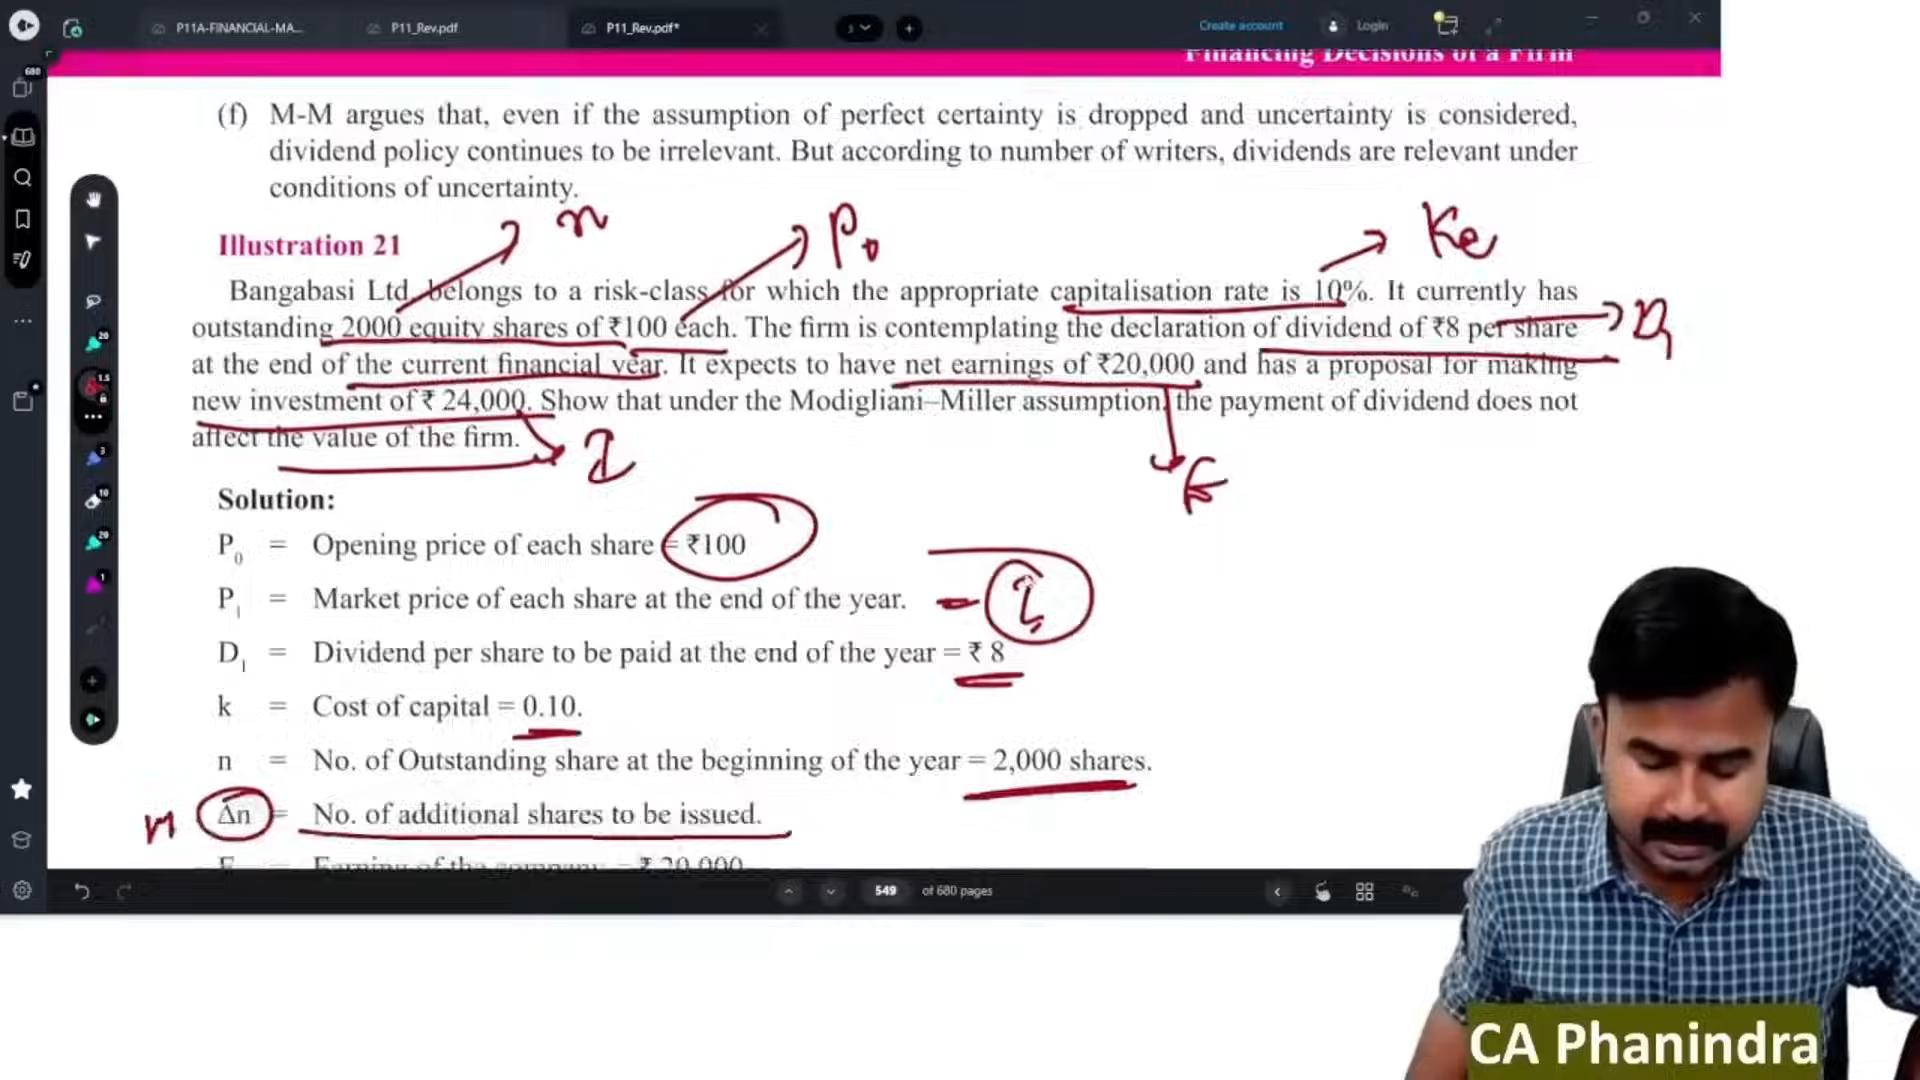 P11A-FINANCIAL-MA... P11_Rev.pdf P11_Rev.pdf* 3 Create account Login
Financing Decisions of a Firm
(f) M-M argues that, even if the assumption of perfect certainty is dropped and uncertainty is considered,
dividend policy continues to be irrelevant. But according to number of writers, dividends are relevant under
conditions of uncertainty.
n P₀ Ke
Illustration 21
Bangabasi Ltd belongs to a risk-class for which the appropriate capitalisation rate is 10%. It currently has
outstanding 2000 equity shares of ₹100 each. The firm is contemplating the declaration of dividend of ₹8 per share
D₁
at the end of the current financial year. It expects to have net earnings of ₹20,000 and has a proposal for making
new investment of ₹ 24,000. Show that under the Modigliani–Miller assumption, the payment of dividend does not
affect the value of the firm.
I E
Solution:
P₀ = Opening price of each share = ₹100
P₁ = Market price of each share at the end of the year.
D₁ = Dividend per share to be paid at the end of the year = ₹ 8
k = Cost of capital = 0.10.
n = No. of Outstanding share at the beginning of the year = 2,000 shares.
m Δn = No. of additional shares to be issued.
E = Earning of the company = ₹ 20,000
549 of 680 pages
CA Phanindra